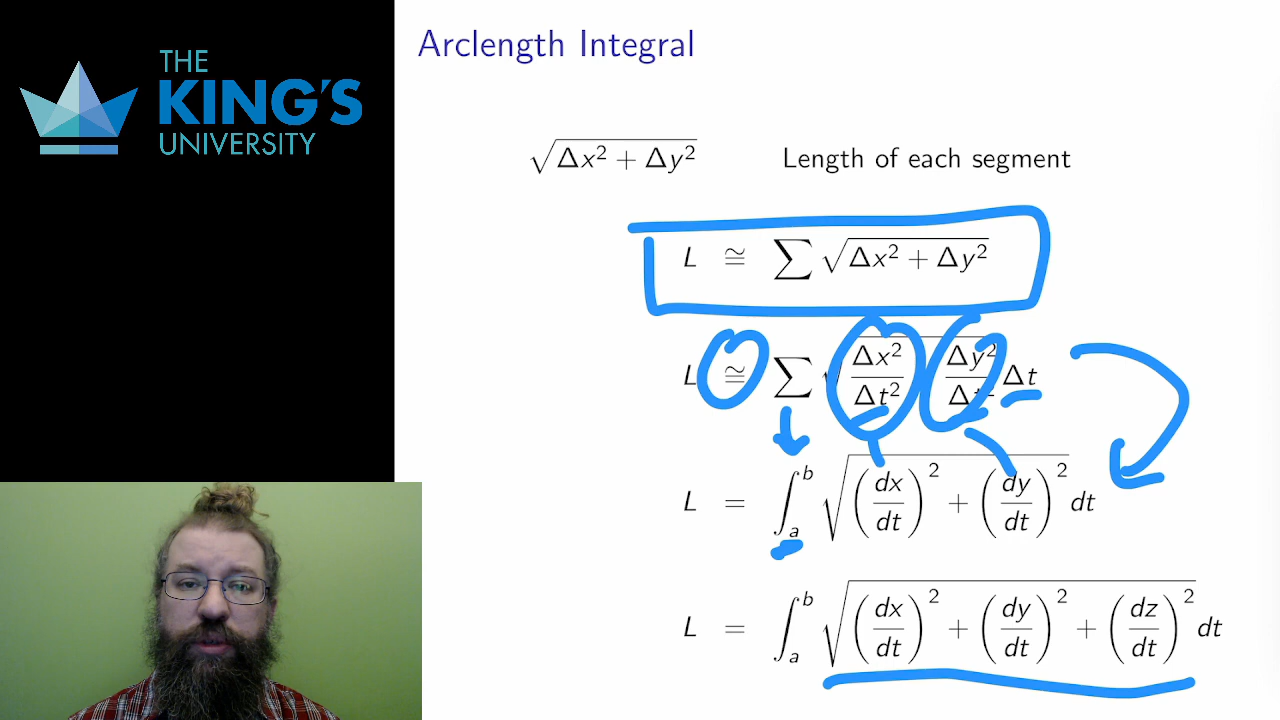 THE
KING'S
UNIVERSITY
Arclength Integral
√(Δx² + Δy²) Length of each segment
L ≅ ∑ √(Δx² + Δy²)
L ≅ ∑ √(Δx²/Δt² Δy²/Δt²) Δt
L = ∫ₐᵇ √((dx/dt)² + (dy/dt)²) dt
L = ∫ₐᵇ √((dx/dt)² + (dy/dt)² + (dz/dt)²) dt